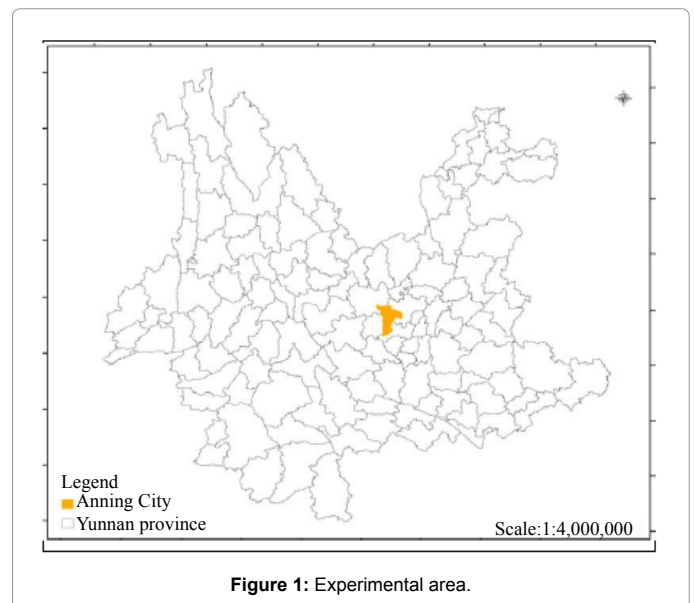 Legend
Anning City
Yunnan province
Scale:1:4,000,000
Figure 1: Experimental area.